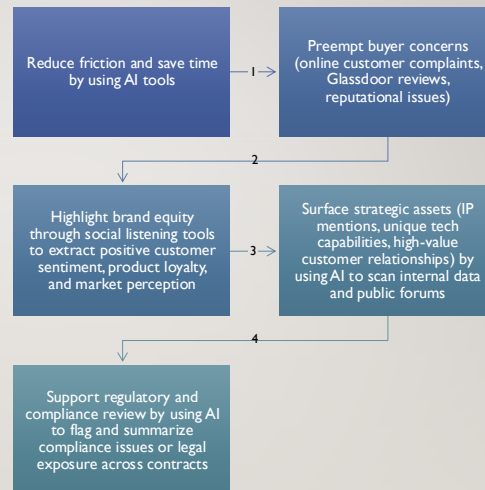 Reduce friction and save time
by using AI tools
1
Preempt buyer concerns
(online customer complaints,
Glassdoor reviews,
reputational issues)
2
Highlight brand equity
through social listening tools
to extract positive customer
sentiment, product loyalty,
and market perception
3
Surface strategic assets (IP
mentions, unique tech
capabilities, high-value
customer relationships) by
using AI to scan internal data
and public forums
4
Support regulatory and
compliance review by using AI
to flag and summarize
compliance issues or legal
exposure across contracts